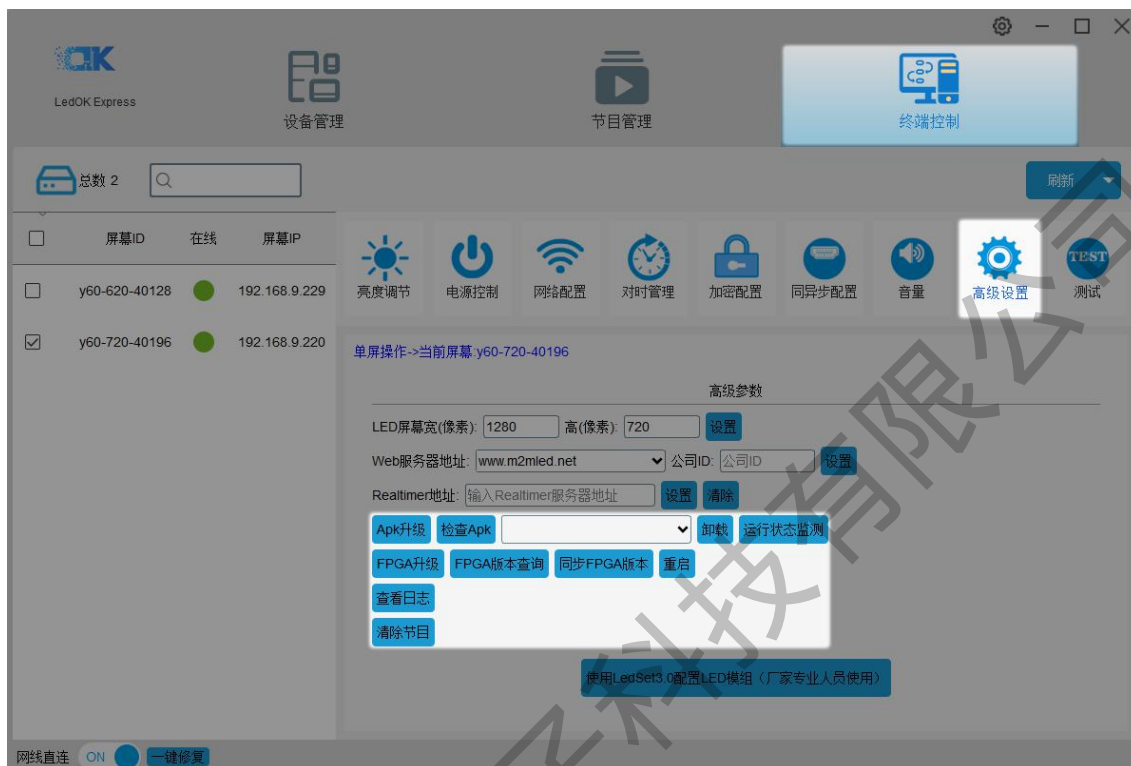 LedOK Express
设备管理
节目管理
终端控制
总数 2
刷新
屏幕ID 在线 屏幕IP
y60-620-40128 192.168.9.229
y60-720-40196 192.168.9.220
亮度调节 电源控制 网络配置 对时管理 加密配置 同异步配置 音量 高级设置 测试
TEST
单屏操作->当前屏幕:y60-720-40196
高级参数
LED屏幕宽(像素): 1280 高(像素): 720 设置
Web服务器地址: www.m2mled.net 公司ID: 公司ID 设置
Realtimer地址: 输入Realtimer服务器地址 设置 清除
Apk升级 检查Apk 卸载 运行状态监测
FPGA升级 FPGA版本查询 同步FPGA版本 重启
查看日志
清除节目
使用LedSet3.0配置LED模组（厂家专业人员使用）
网线直连 ON 一键修复
子科技有限公司